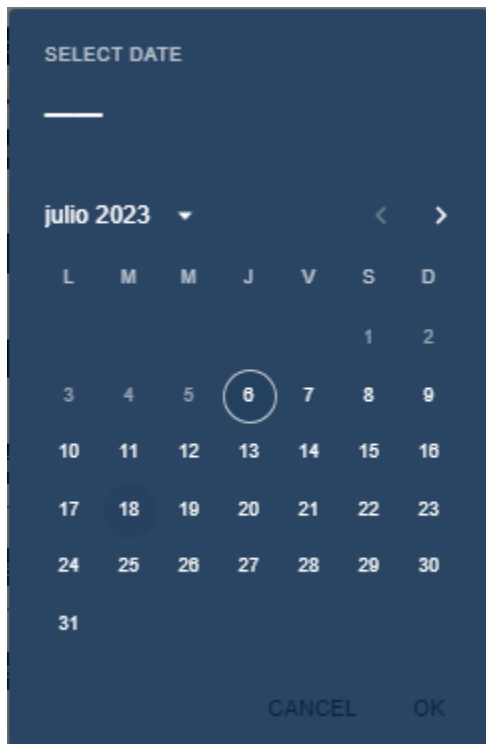 SELECT DATE
julio 2023
L M M J V S D
1 2
3 4 5 6 7 8 9
10 11 12 13 14 15 16
17 18 19 20 21 22 23
24 25 26 27 28 29 30
31
CANCEL OK